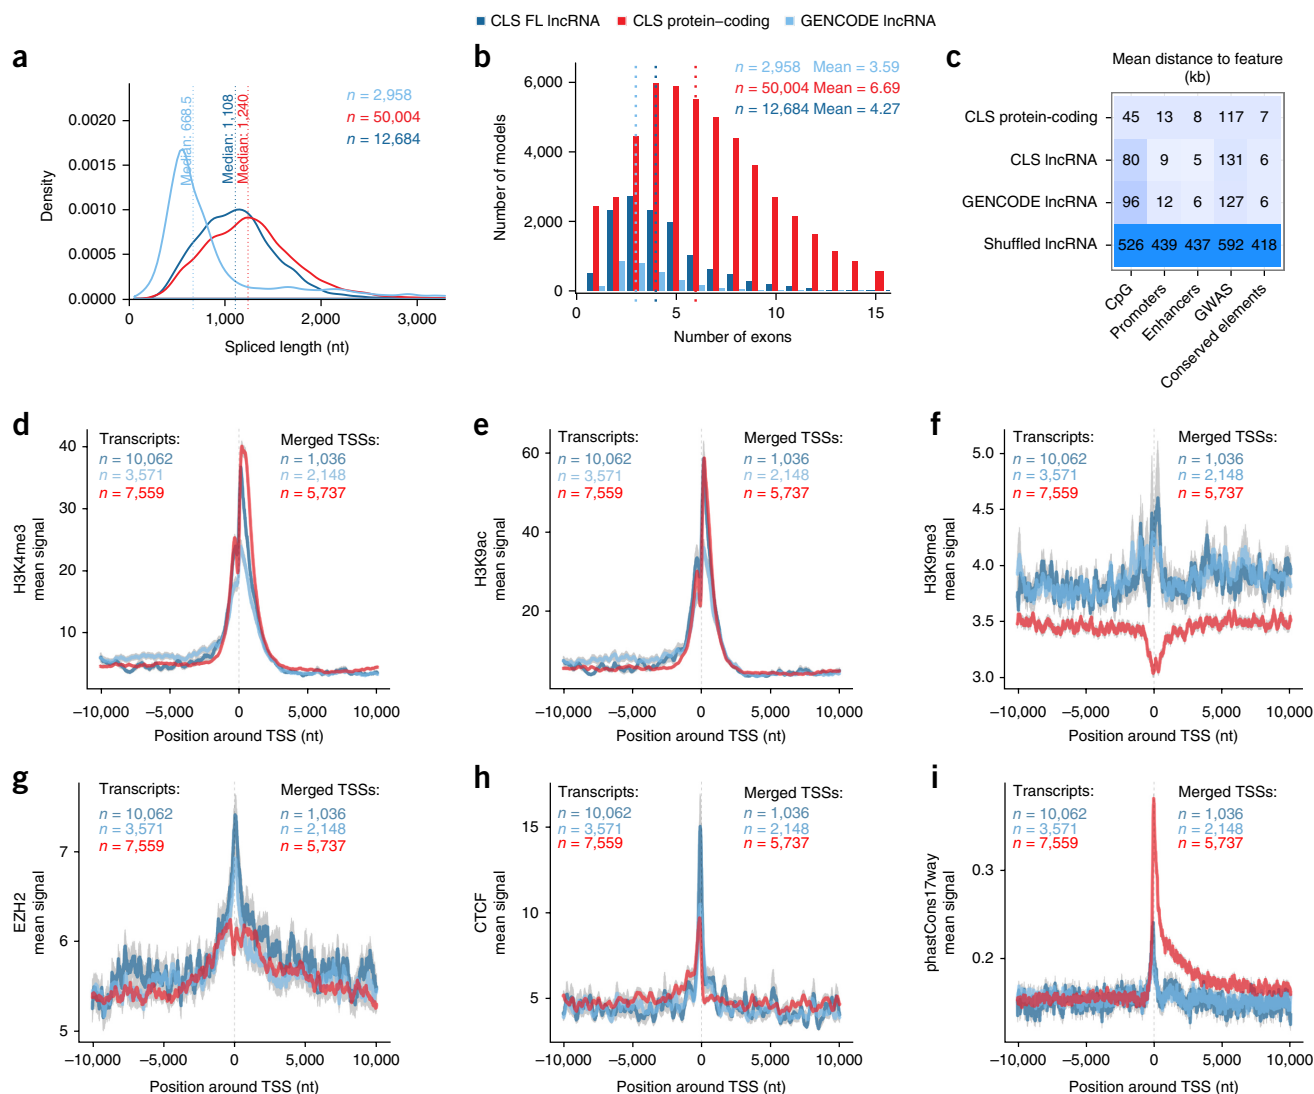 CLS FL lncRNA CLS protein–coding GENCODE lncRNA
a
n = 2,958
n = 50,004
n = 12,684
Median: 668.5
Median: 1,108
Median: 1,240
Density
0.0020
0.0015
0.0010
0.0005
0.0000
0 1,000 2,000 3,000
Spliced length (nt)
b
n = 2,958 Mean = 3.59
n = 50,004 Mean = 6.69
n = 12,684 Mean = 4.27
Number of models
6,000
4,000
2,000
0
0 5 10 15
Number of exons
c
Mean distance to feature
(kb)
CLS protein-coding 45 13 8 117 7
CLS lncRNA 80 9 5 131 6
GENCODE lncRNA 96 12 6 127 6
Shuffled lncRNA 526 439 437 592 418
CpG
Promoters
Enhancers
GWAS
Conserved elements
d
Transcripts: Merged TSSs:
n = 10,062 n = 1,036
n = 3,571 n = 2,148
n = 7,559 n = 5,737
H3K4me3
mean signal
40
30
20
10
–10,000 –5,000 0 5,000 10,000
Position around TSS (nt)
e
Transcripts: Merged TSSs:
n = 10,062 n = 1,036
n = 3,571 n = 2,148
n = 7,559 n = 5,737
H3K9ac
mean signal
60
40
20
–10,000 –5,000 0 5,000 10,000
Position around TSS (nt)
f
Transcripts: Merged TSSs:
n = 10,062 n = 1,036
n = 3,571 n = 2,148
n = 7,559 n = 5,737
H3K9me3
mean signal
5.0
4.5
4.0
3.5
3.0
–10,000 –5,000 0 5,000 10,000
Position around TSS (nt)
g
Transcripts: Merged TSSs:
n = 10,062 n = 1,036
n = 3,571 n = 2,148
n = 7,559 n = 5,737
EZH2
mean signal
7
6
5
–10,000 –5,000 0 5,000 10,000
Position around TSS (nt)
h
Transcripts: Merged TSSs:
n = 10,062 n = 1,036
n = 3,571 n = 2,148
n = 7,559 n = 5,737
CTCF
mean signal
15
10
5
–10,000 –5,000 0 5,000 10,000
Position around TSS (nt)
i
Transcripts: Merged TSSs:
n = 10,062 n = 1,036
n = 3,571 n = 2,148
n = 7,559 n = 5,737
phastCons17way
mean signal
0.3
0.2
–10,000 –5,000 0 5,000 10,000
Position around TSS (nt)